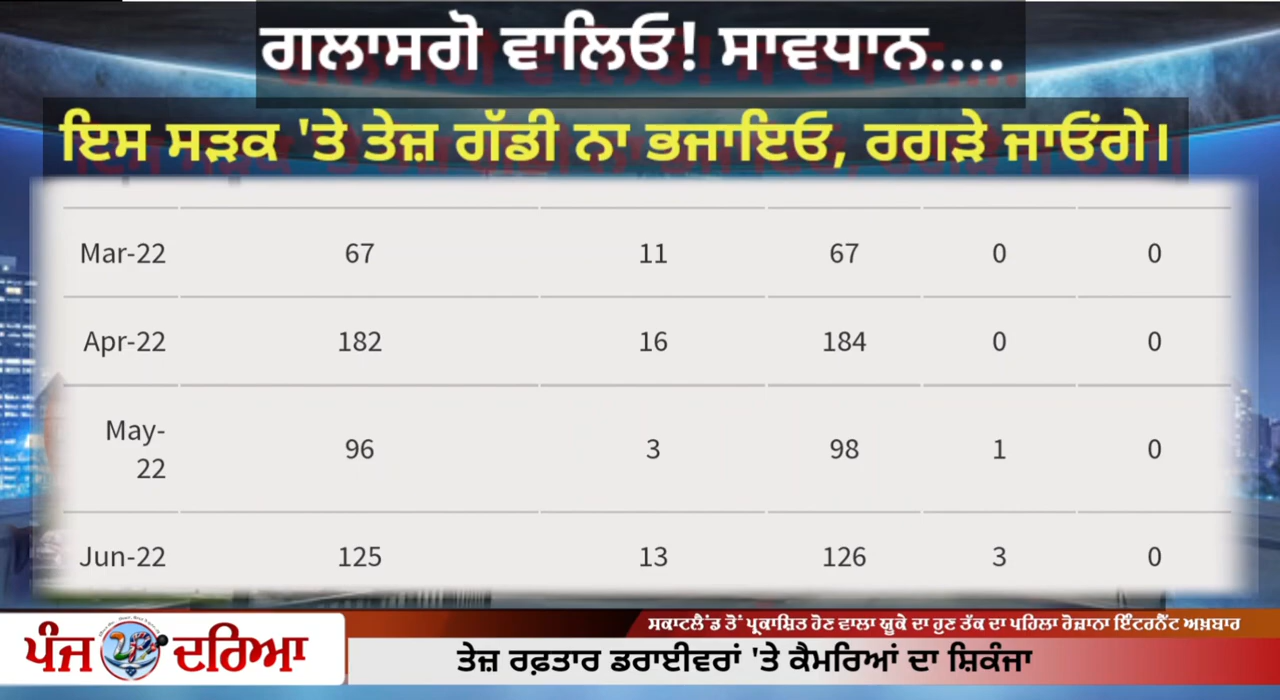 ਗਲਾਸਗੋ ਵਾਲਿਓ! ਸਾਵਧਾਨ....
ਇਸ ਸੜਕ 'ਤੇ ਤੇਜ਼ ਗੱਡੀ ਨਾ ਭਜਾਇਓ, ਰਗੜੇ ਜਾਓਂਗੇ।
Mar-22 67 11 67 0 0
Apr-22 182 16 184 0 0
May-
22 96 3 98 1 0
Jun-22 125 13 126 3 0
ਸਕਾਟਲੈਂਡ ਤੋਂ ਪ੍ਰਕਾਸ਼ਿਤ ਹੋਣ ਵਾਲਾ ਯੂਕੇ ਦਾ ਹੁਣ ਤੱਕ ਦਾ ਪਹਿਲਾ ਰੋਜ਼ਾਨਾ ਇੰਟਰਨੈੱਟ ਅਖ਼ਬਾਰ
ਪੰਜ ਦਰਿਆ
ਤੇਜ਼ ਰਫ਼ਤਾਰ ਡਰਾਈਵਰਾਂ 'ਤੇ ਕੈਮਰਿਆਂ ਦਾ ਸ਼ਿਕੰਜਾ